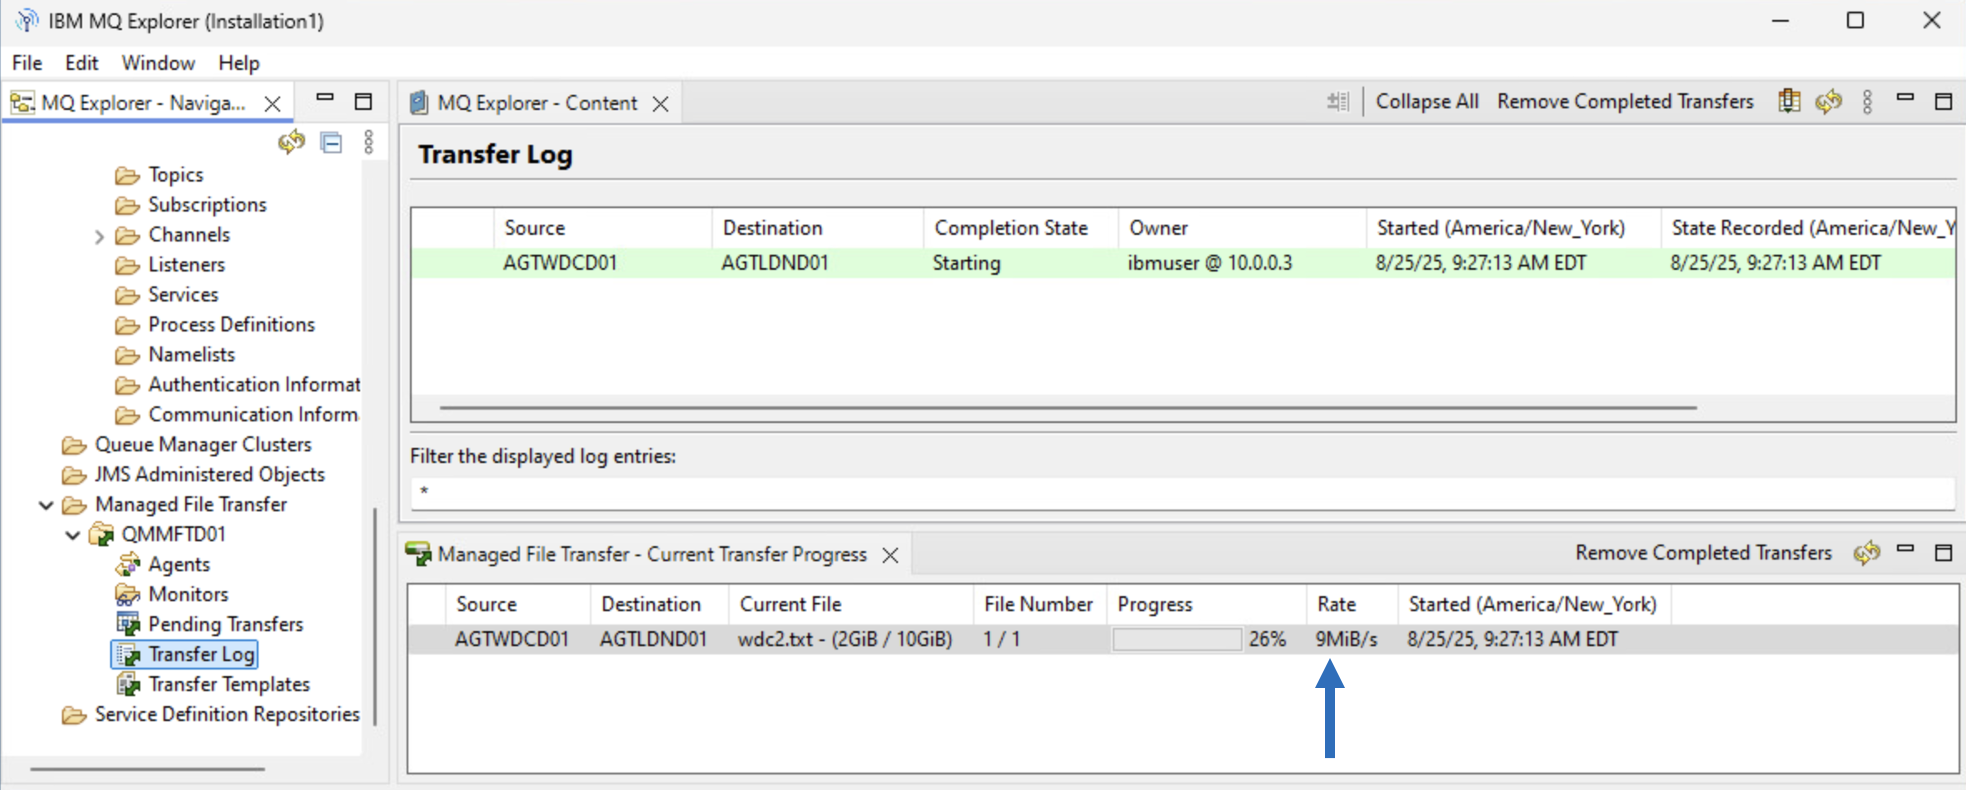 IBM MQ Explorer (Installation1)
File Edit Window Help
MQ Explorer - Naviga...
Topics
Subscriptions
Channels
Listeners
Services
Process Definitions
Namelists
Authentication Informat
Communication Inform
Queue Manager Clusters
JMS Administered Objects
Managed File Transfer
QMMFTD01
Agents
Monitors
Pending Transfers
Transfer Log
Transfer Templates
Service Definition Repositories
MQ Explorer - Content Collapse All Remove Completed Transfers
Transfer Log
Source Destination Completion State Owner Started (America/New_York) State Recorded (America/New_Y
AGTWDCD01 AGTLDND01 Starting ibmuser @ 10.0.0.3 8/25/25, 9:27:13 AM EDT 8/25/25, 9:27:13 AM EDT
Filter the displayed log entries:
*
Managed File Transfer - Current Transfer Progress Remove Completed Transfers
Source Destination Current File File Number Progress Rate Started (America/New_York)
AGTWDCD01 AGTLDND01 wdc2.txt - (2GiB / 10GiB) 1 / 1 26% 9MiB/s 8/25/25, 9:27:13 AM EDT